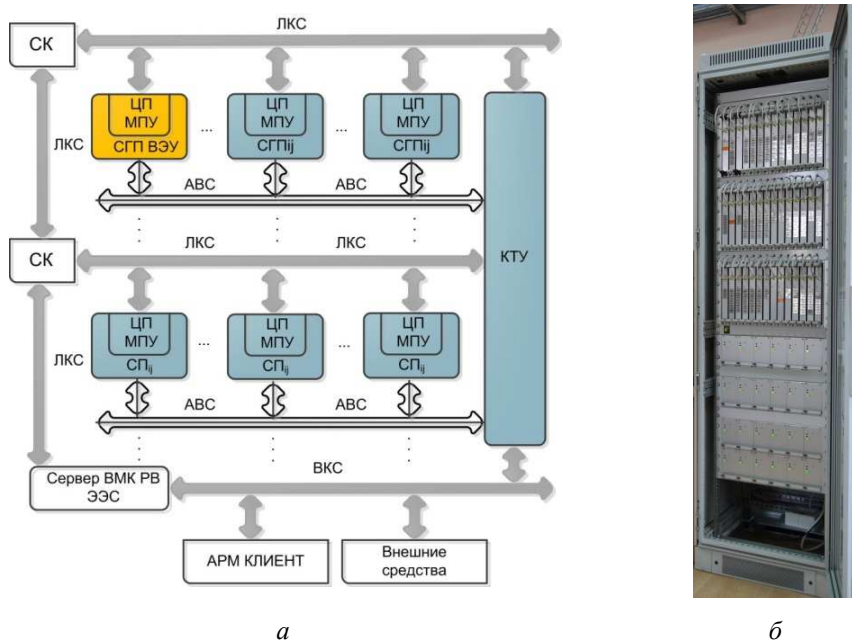 ЛКС
СК
ЦП
МПУ
СГП ВЭУ
...
ЦП
МПУ
СГПij
...
ЦП
МПУ
СГПij
ЛКС
АВС
АВС
КТУ
ЛКС
ЛКС
СК
ЦП
МПУ
СПij
...
ЦП
МПУ
СПij
...
ЦП
МПУ
СПij
ЛКС
АВС
АВС
ВКС
Сервер ВМК РВ
ЭЭС
АРМ КЛИЕНТ
Внешние
средства
а
б